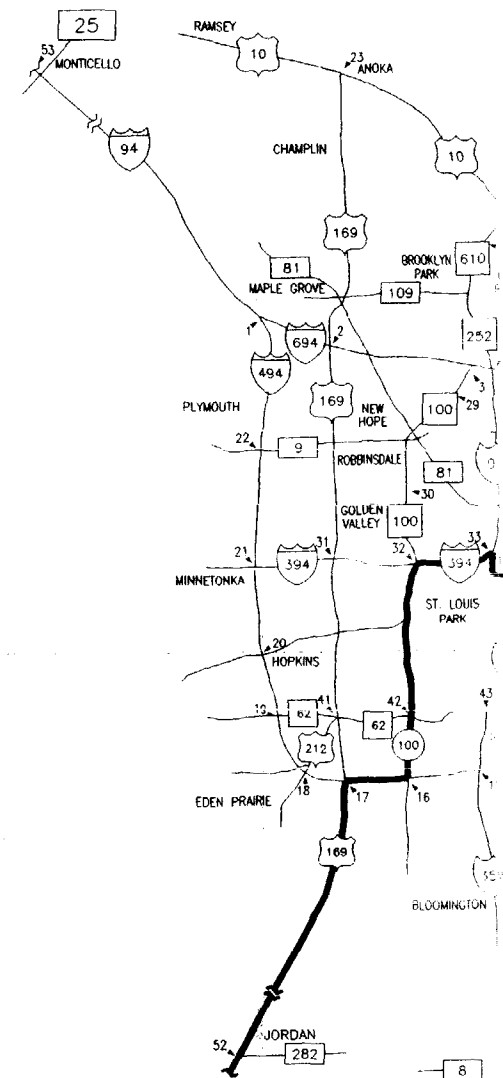 25
RAMSEY
53
MONTICELLO
10
23
ANOKA
94
CHAMPLIN
10
169
81
BROOKLYN
PARK
610
MAPLE GROVE
109
1
694
2
252
494
3
169
PLYMOUTH
NEW
HOPE
100
29
22
9
ROBBINSDALE
81
30
GOLDEN
VALLEY
100
21
394
31
32
394
33
MINNETONKA
ST. LOUIS
PARK
20
HOPKINS
19
62
41
62
42
43
212
100
18
EDEN PRAIRIE
17
16
169
BLOOMINGTON
52
JORDAN
282
8